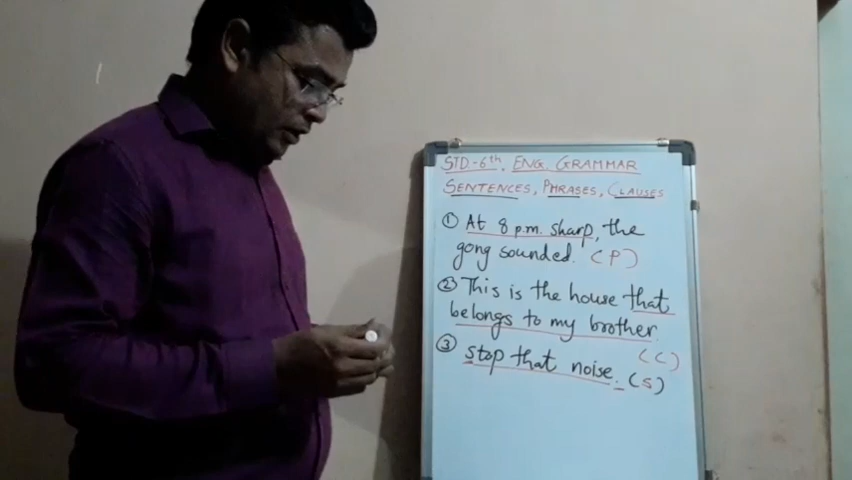 STD.-6th, ENG. GRAMMAR
SENTENCES, PHRASES, CLAUSES
① At 8 p.m. sharp, the
gong sounded. (P)
② This is the house that
belongs to my brother.
(C)
③ stop that noise. (S)